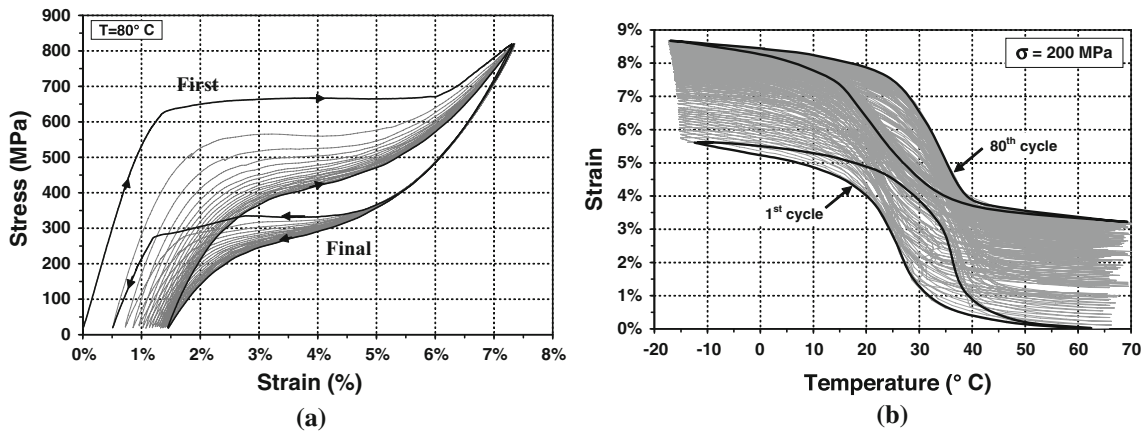 T=80° C
First
Final
Stress (MPa)
900
800
700
600
500
400
300
200
100
0
0% 1% 2% 3% 4% 5% 6% 7% 8%
Strain (%)
(a)
σ = 200 MPa
80th cycle
1st cycle
Strain
9%
8%
7%
6%
5%
4%
3%
2%
1%
0%
-20 -10 0 10 20 30 40 50 60 70
Temperature (° C)
(b)